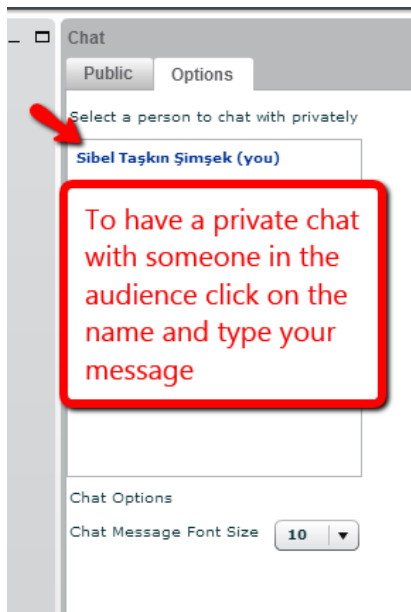 Chat
Public Options
Select a person to chat with privately
Sibel Taşkın Şimşek (you)
To have a private chat
with someone in the
audience click on the
name and type your
message
Chat Options
Chat Message Font Size 10